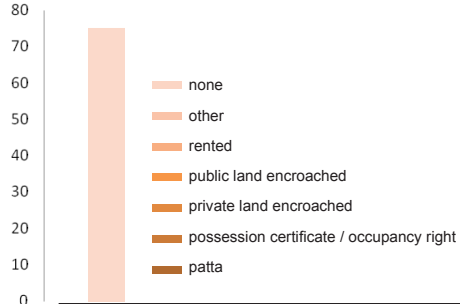 80
70
60
50
40
30
20
10
0
none
other
rented
public land encroached
private land encroached
possession certificate / occupancy right
patta